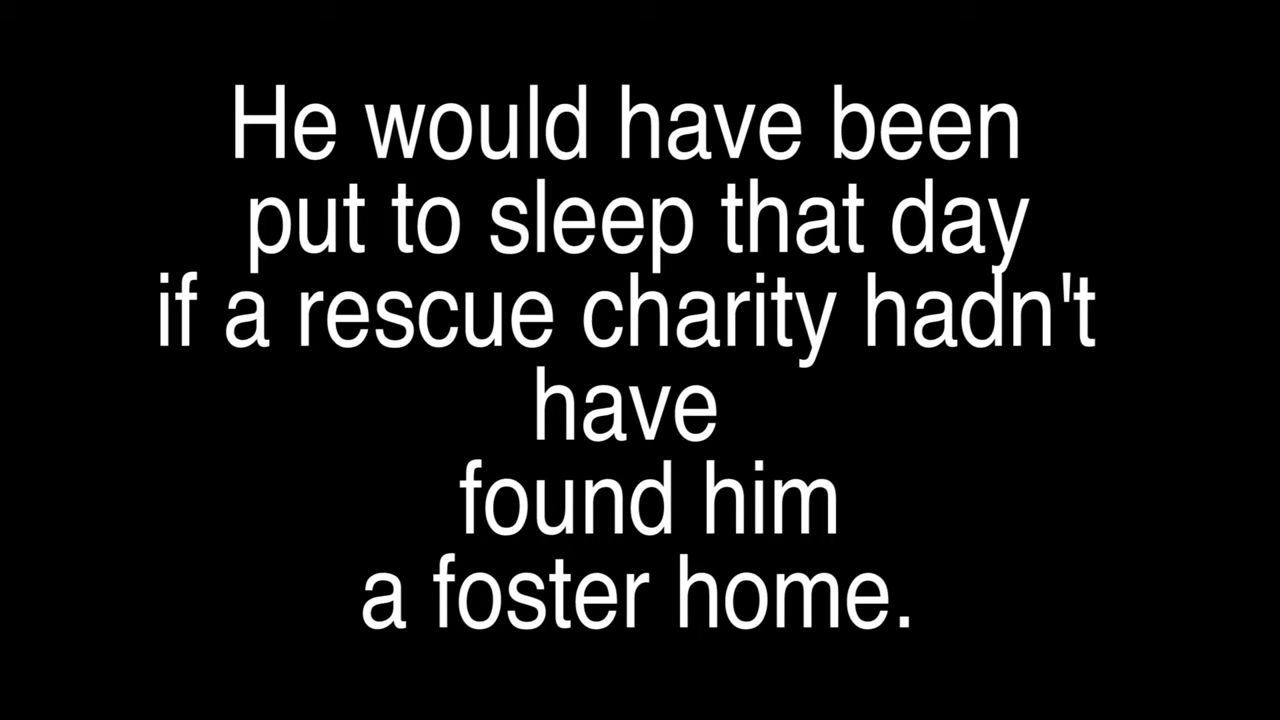 He would have been
put to sleep that day
if a rescue charity hadn't
have
found him
a foster home.